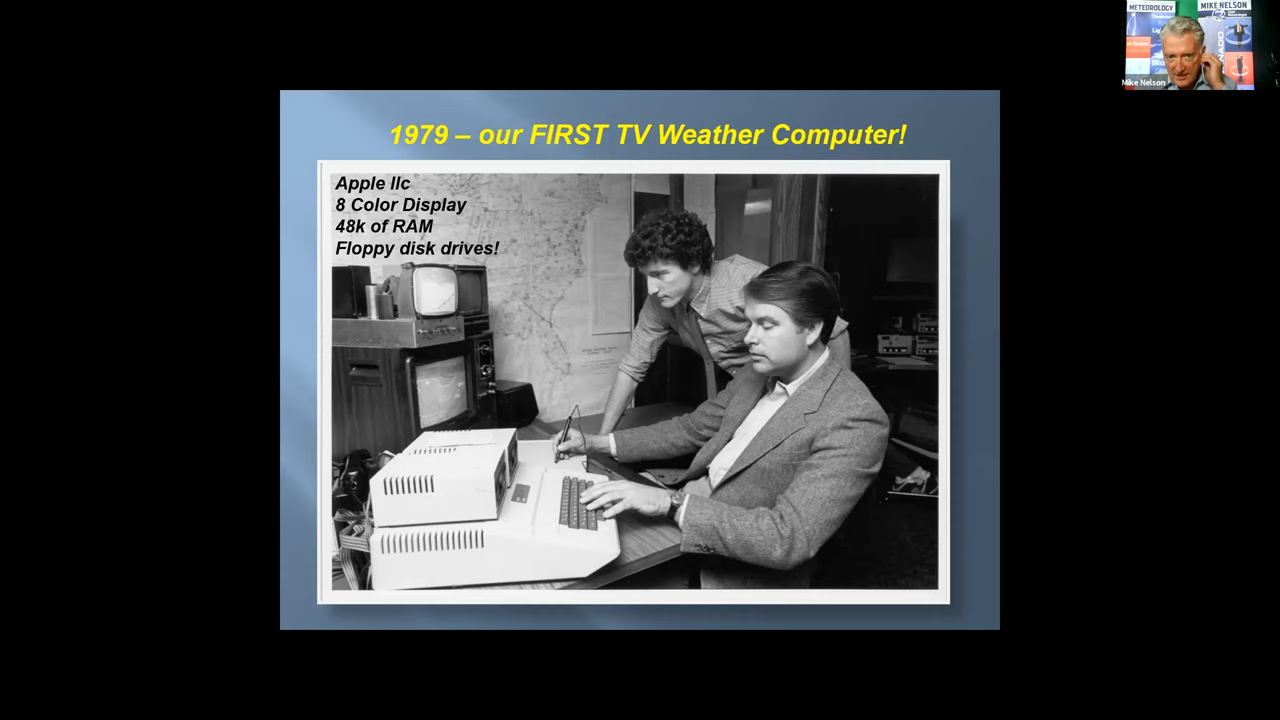 1979 – our FIRST TV Weather Computer!
Apple IIc
8 Color Display
48k of RAM
Floppy disk drives!
METEOROLOGY
MIKE NELSON
Mike Nelson